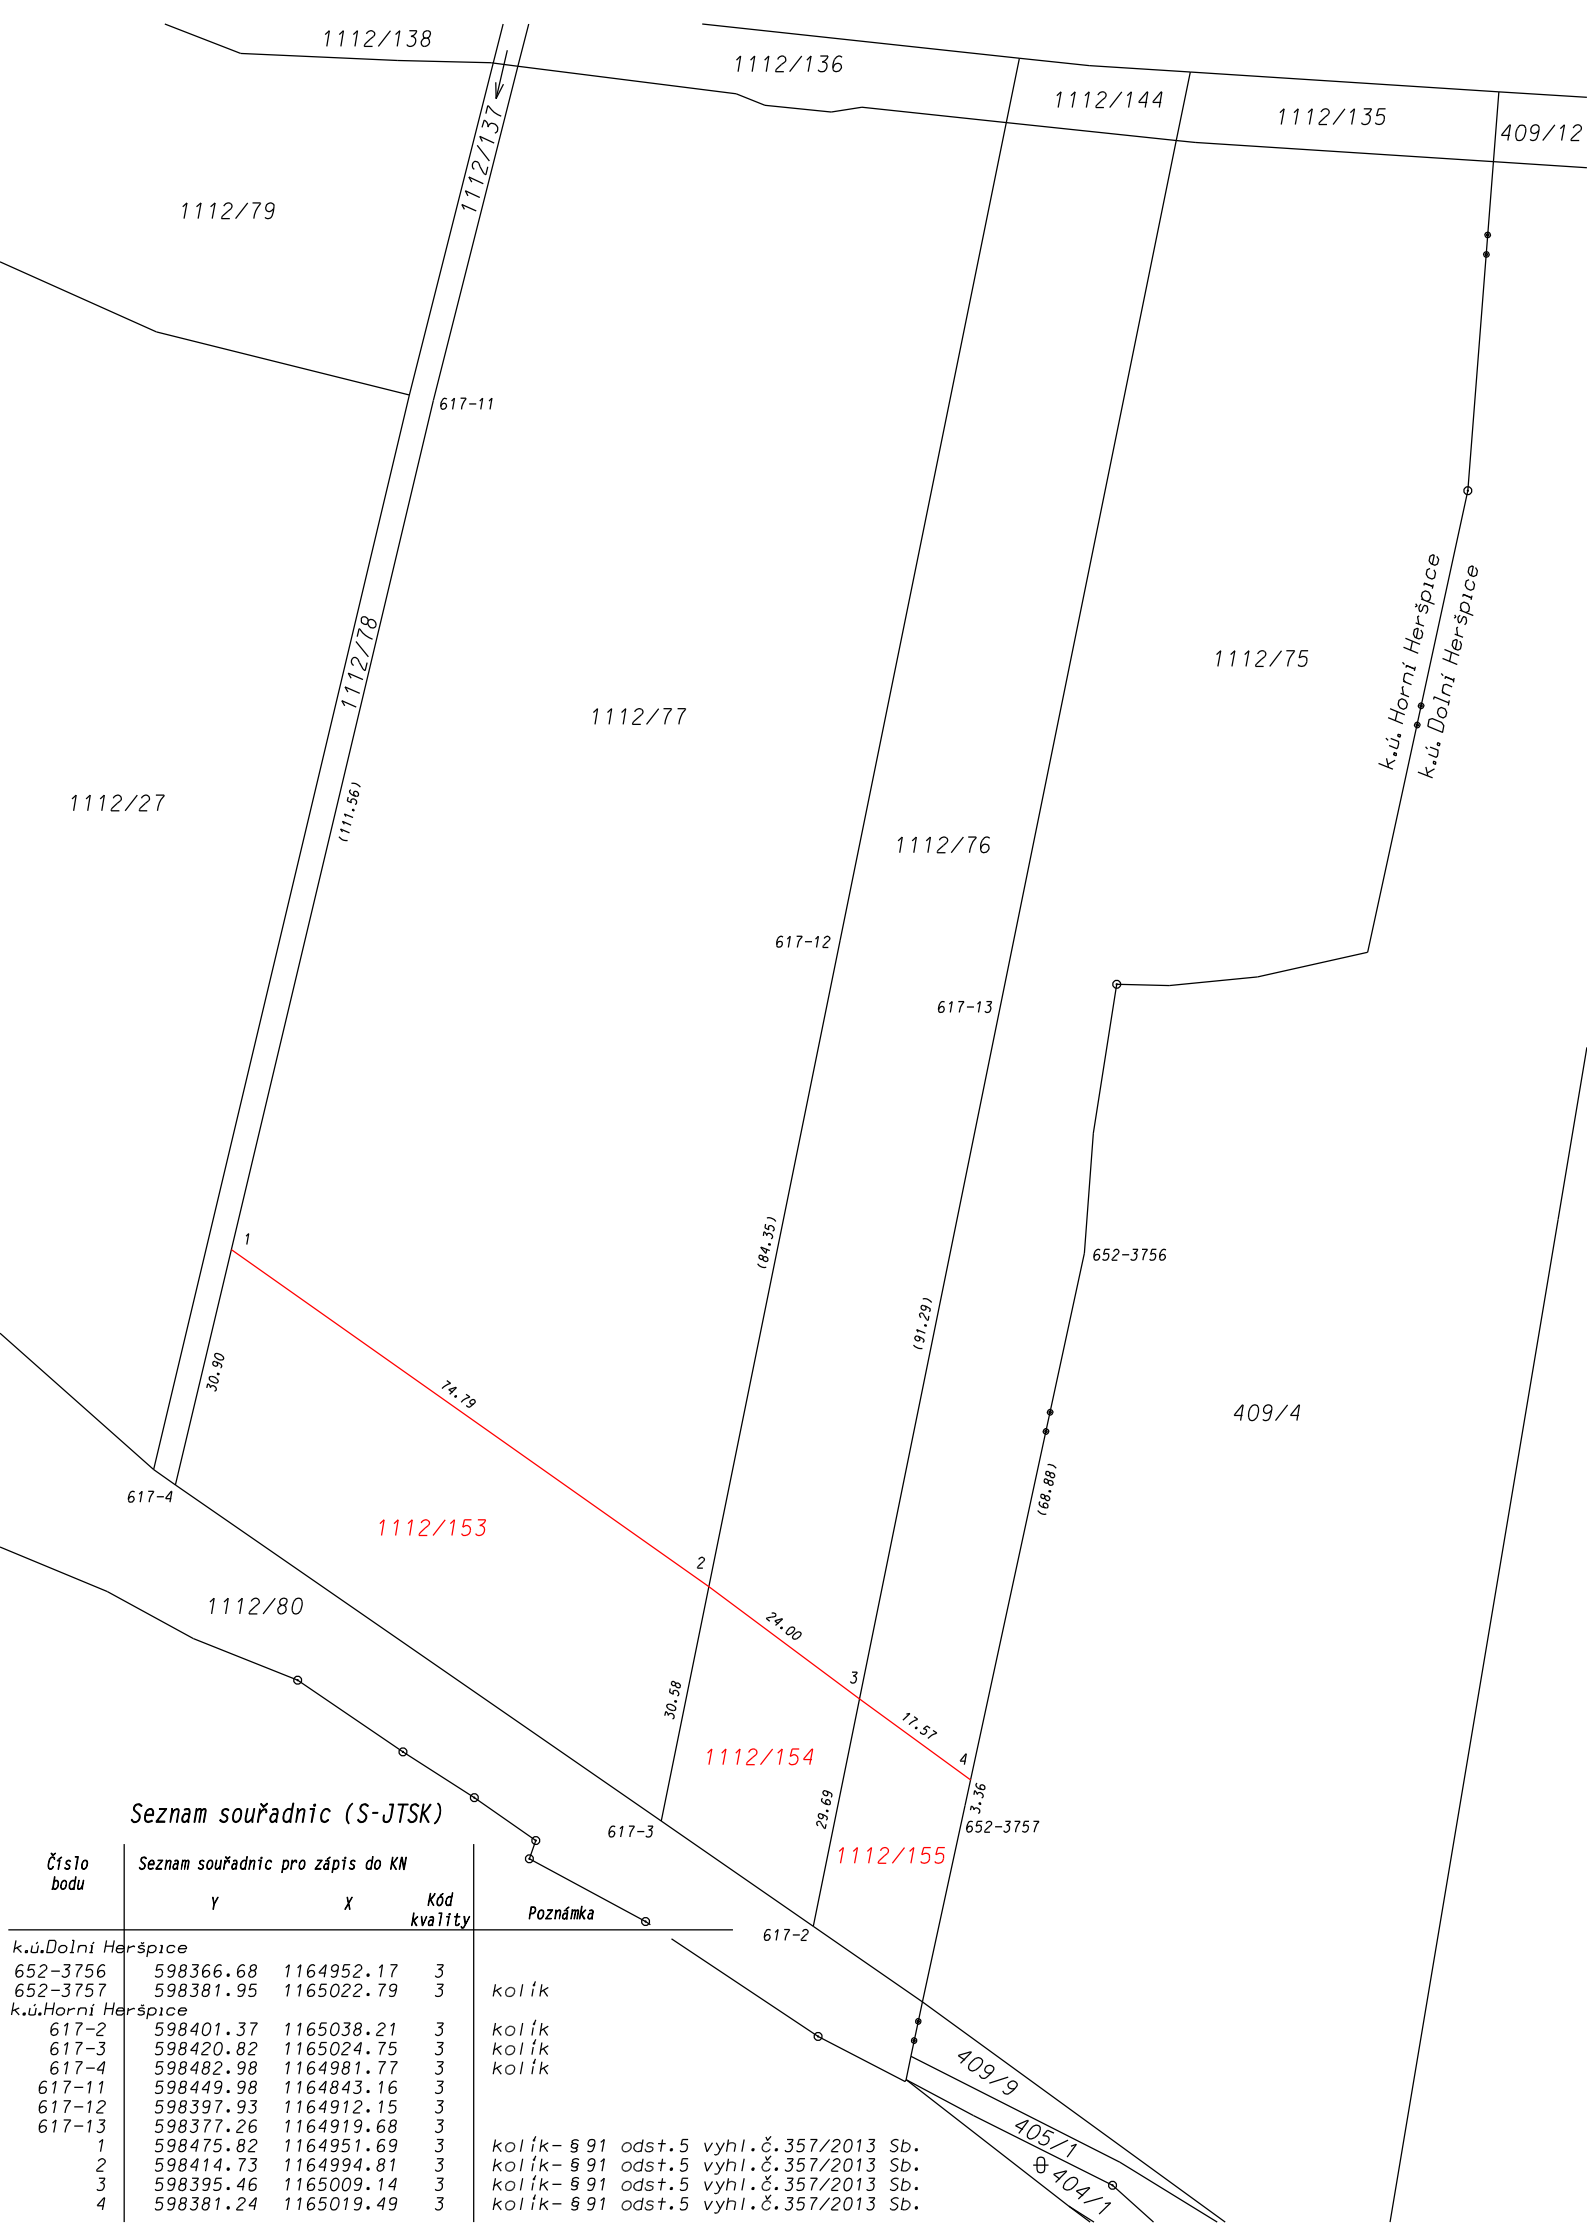 1112/138
1112/136
1112/144
1112/135
409/12
1112/137
1112/79
617-11
k.ú. Horní Heršpice
k.ú. Dolní Heršpice
1112/78
1112/75
1112/77
1112/27
(111.56)
1112/76
617-12
617-13
1
(84.35)
652-3756
(91.29)
30.90
74.79
409/4
(68.88)
617-4
1112/153
2
1112/80
24.00
3
30.58
17.57
1112/154
4
3.36
29.69
652-3757
617-3
1112/155
617-2
Seznam souřadnic (S-JTSK)
Číslo bodu
Seznam souřadnic pro zápis do KN
Y X Kód kvality Poznámka
k.ú.Dolní Heršpice
652-3756 598366.68 1164952.17 3
652-3757 598381.95 1165022.79 3 kolík
k.ú.Horní Heršpice
617-2 598401.37 1165038.21 3 kolík
617-3 598420.82 1165024.75 3 kolík
617-4 598482.98 1164981.77 3 kolík
617-11 598449.98 1164843.16 3
617-12 598397.93 1164912.15 3
617-13 598377.26 1164919.68 3
1 598475.82 1164951.69 3 kolík-§91 odst.5 vyhl.č.357/2013 Sb.
2 598414.73 1164994.81 3 kolík-§91 odst.5 vyhl.č.357/2013 Sb.
3 598395.46 1165009.14 3 kolík-§91 odst.5 vyhl.č.357/2013 Sb.
4 598381.24 1165019.49 3 kolík-§91 odst.5 vyhl.č.357/2013 Sb.
409/9
405/1
404/1